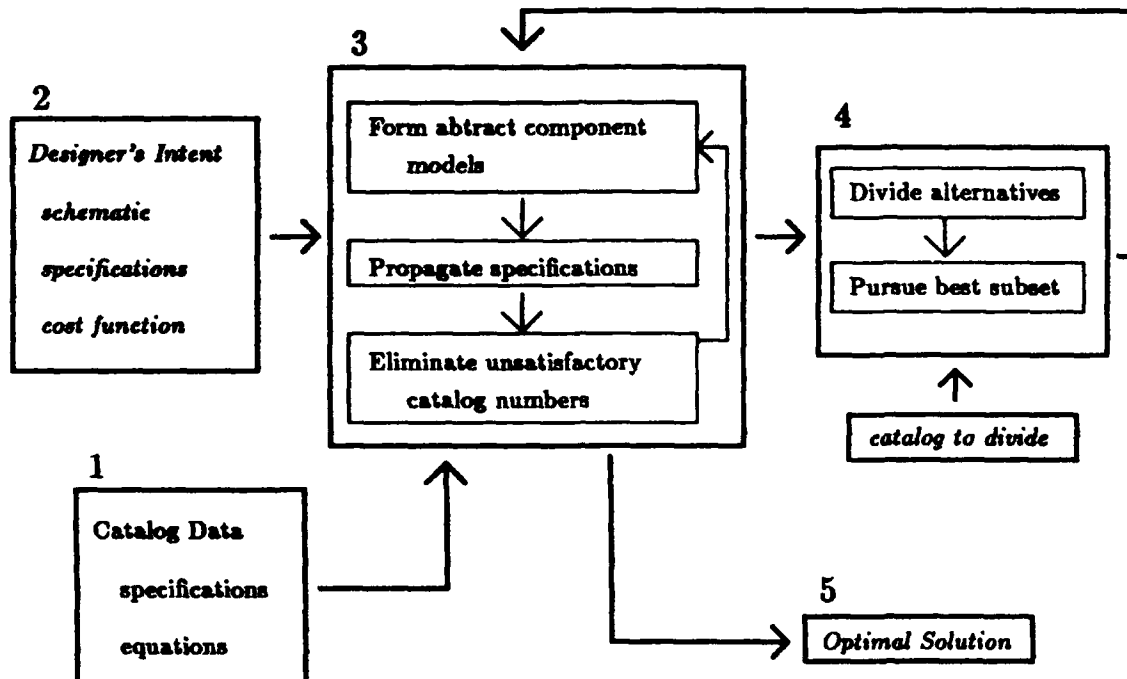 3
Form abtract component
models
Propagate specifications
Eliminate unsatisfactory
catalog numbers
2
Designer's Intent
schematic
specifications
cost function
4
Divide alternatives
Pursue best subset
catalog to divide
1
Catalog Data
specifications
equations
5
Optimal Solution